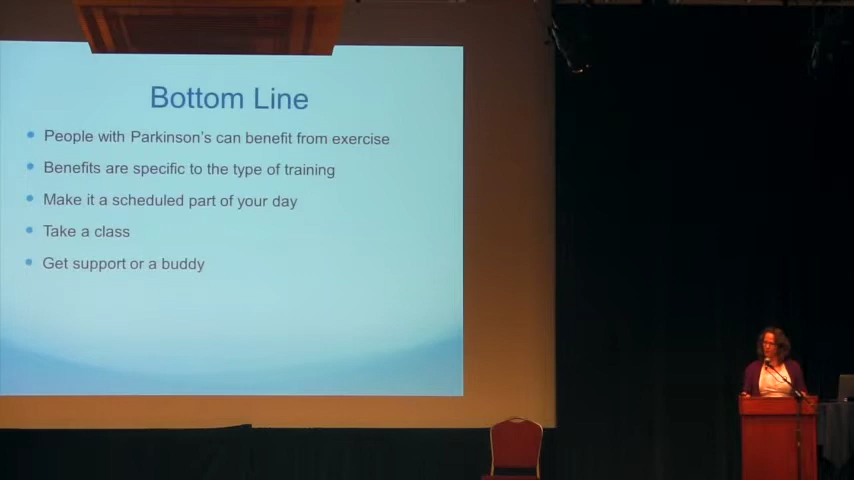 Bottom Line
People with Parkinson's can benefit from exercise
Benefits are specific to the type of training
Make it a scheduled part of your day
Take a class
Get support or a buddy